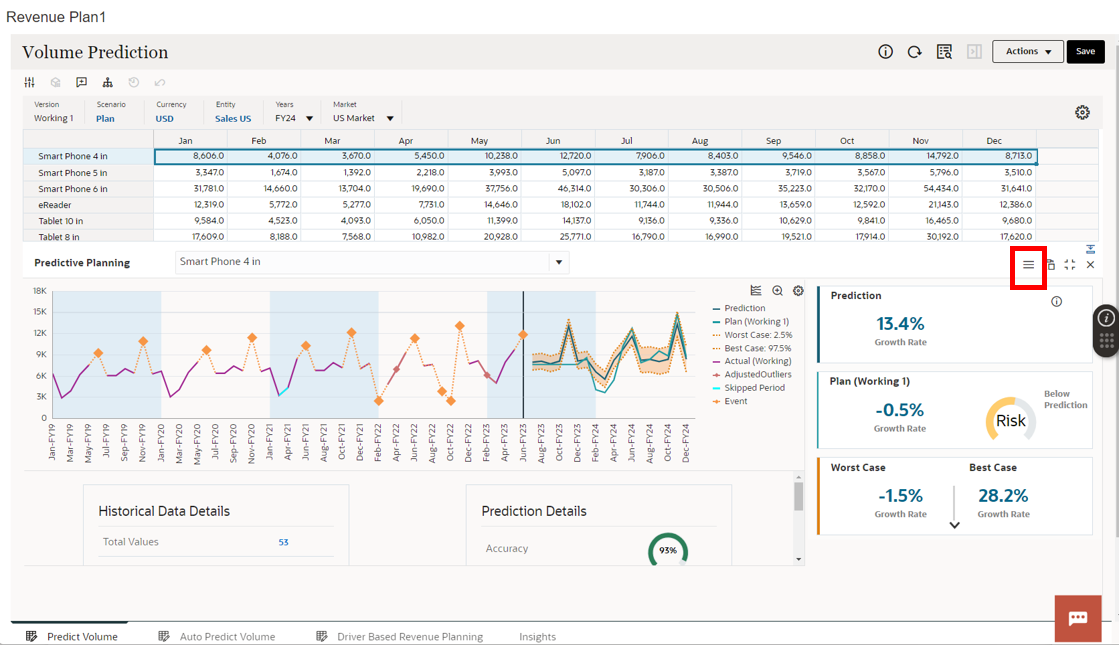 Revenue Plan1
Volume Prediction
Actions
Save
Version Scenario Currency Entity Years Market
Working 1 Plan USD Sales US FY24 US Market
Jan Feb Mar Apr May Jun Jul Aug Sep Oct Nov Dec
Smart Phone 4 in 8,606.0 4,076.0 3,670.0 5,450.0 10,238.0 12,720.0 7,906.0 8,403.0 9,546.0 8,858.0 14,792.0 8,713.0
Smart Phone 5 in 3,347.0 1,674.0 1,392.0 2,218.0 3,993.0 5,097.0 3,187.0 3,387.0 3,719.0 3,567.0 5,796.0 3,510.0
Smart Phone 6 in 31,781.0 14,660.0 13,704.0 19,690.0 37,756.0 46,314.0 30,306.0 30,506.0 35,223.0 32,170.0 54,434.0 31,641.0
eReader 12,319.0 5,772.0 5,277.0 7,731.0 14,646.0 18,102.0 11,744.0 11,944.0 13,659.0 12,592.0 21,143.0 12,386.0
Tablet 10 in 9,584.0 4,523.0 4,093.0 6,050.0 11,399.0 14,137.0 9,136.0 9,336.0 10,629.0 9,841.0 16,465.0 9,680.0
Tablet 8 in 17,609.0 8,188.0 7,568.0 10,982.0 20,928.0 25,771.0 16,790.0 16,990.0 19,521.0 17,914.0 30,192.0 17,620.0
Predictive Planning
Smart Phone 4 in
18K
15K
12K
9K
6K
3K
0
Jan-FY19
Mar-FY19
May-FY19
Jul-FY19
Sep-FY19
Nov-FY19
Jan-FY20
Mar-FY20
May-FY20
Jul-FY20
Sep-FY20
Nov-FY20
Jan-FY21
Apr-FY21
Jun-FY21
Aug-FY21
Oct-FY21
Dec-FY21
Feb-FY22
Apr-FY22
Jun-FY22
Aug-FY22
Oct-FY22
Dec-FY22
Feb-FY23
Apr-FY23
Jun-FY23
Aug-FY23
Oct-FY23
Dec-FY23
Feb-FY24
Apr-FY24
Jun-FY24
Aug-FY24
Oct-FY24
Dec-FY24
Prediction
Plan (Working 1)
Worst Case: 2.5%
Best Case: 97.5%
Actual (Working)
AdjustedOutliers
Skipped Period
Event
Prediction
13.4%
Growth Rate
Plan (Working 1)
-0.5%
Growth Rate
Risk
Below
Prediction
Worst Case Best Case
-1.5% 28.2%
Growth Rate Growth Rate
Historical Data Details
Total Values 53
Prediction Details
Accuracy 93%
Predict Volume Auto Predict Volume Driver Based Revenue Planning Insights